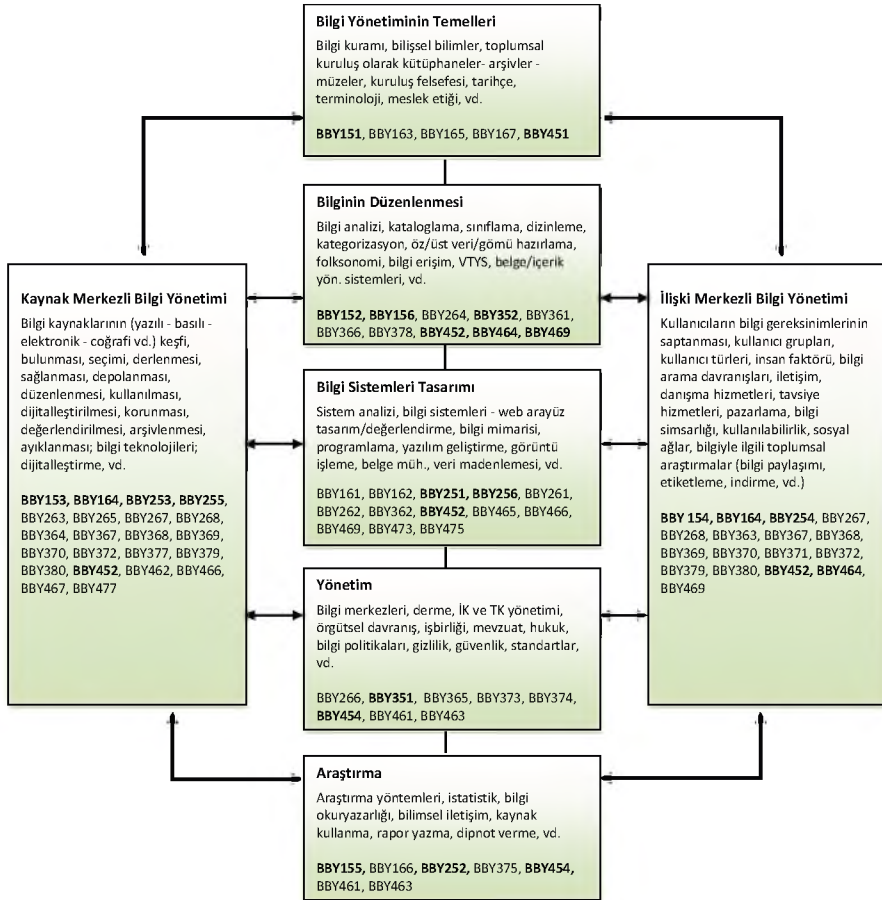 Bilgi Yönetiminin Temelleri
Bilgi kuramı, bilişsel bilimler, toplumsal
kuruluş olarak kütüphaneler- arşivler -
müzeler, kuruluş felsefesi, tarihçe,
terminoloji, meslek etiği, vd.
BBY151, BBY163, BBY165, BBY167, BBY451
Bilginin Düzenlenmesi
Bilgi analizi, kataloglama, sınıflama, dizinleme,
kategorizasyon, öz/üst veri/gömü hazırlama,
folksonomi, bilgi erişim, VTYS, belge/içerik
yön. sistemleri, vd.
BBY152, BBY156, BBY264, BBY352, BBY361,
BBY366, BBY378, BBY452, BBY464, BBY469
Kaynak Merkezli Bilgi Yönetimi
Bilgi kaynaklarının (yazılı - basılı -
elektronik - coğrafi vd.) keşfi,
bulunması, seçimi, derlenmesi,
sağlanması, depolanması,
düzenlenmesi, kullanılması,
dijitalleştirilmesi, korunması,
değerlendirilmesi, arşivlenmesi,
ayıklanması; bilgi teknolojileri;
dijitalleştirme, vd.
BBY153, BBY164, BBY253, BBY255,
BBY263, BBY265, BBY267, BBY268,
BBY364, BBY367, BBY368, BBY369,
BBY370, BBY372, BBY377, BBY379,
BBY380, BBY452, BBY462, BBY466,
BBY467, BBY477
Bilgi Sistemleri Tasarımı
Sistem analizi, bilgi sistemleri - web arayüz
tasarım/değerlendirme, bilgi mimarisi,
programlama, yazılım geliştirme, görüntü
işleme, belge müh., veri madenlemesi, vd.
BBY161, BBY162, BBY251, BBY256, BBY261,
BBY262, BBY362, BBY452, BBY465, BBY466,
BBY469, BBY473, BBY475
İlişki Merkezli Bilgi Yönetimi
Kullanıcıların bilgi gereksinimlerinin
saptanması, kullanıcı grupları,
kullanıcı türleri, insan faktörü, bilgi
arama davranışları, iletişim,
danışma hizmetleri, tavsiye
hizmetleri, pazarlama, bilgi
simsarlığı, kullanılabilirlik, sosyal
ağlar, bilgiyle ilgili toplumsal
araştırmalar (bilgi paylaşımı,
etiketleme, indirme, vd.)
BBY 154, BBY164, BBY254, BBY267,
BBY268, BBY363, BBY367, BBY368,
BBY369, BBY370, BBY371, BBY372,
BBY379, BBY380, BBY452, BBY464,
BBY469
Yönetim
Bilgi merkezleri, derme, İK ve TK yönetimi,
örgütsel davranış, işbirliği, mevzuat, hukuk,
bilgi politikaları, gizlilik, güvenlik, standartlar,
vd.
BBY266, BBY351, BBY365, BBY373, BBY374,
BBY454, BBY461, BBY463
Araştırma
Araştırma yöntemleri, istatistik, bilgi
okuryazarlığı, bilimsel iletişim, kaynak
kullanma, rapor yazma, dipnot verme, vd.
BBY155, BBY166, BBY252, BBY375, BBY454,
BBY461, BBY463